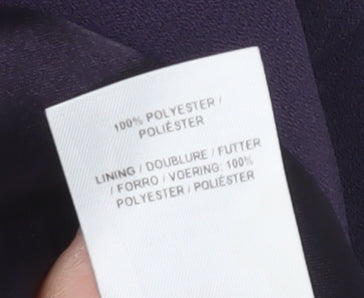 100% POLYESTER /
POLIÉSTER
LINING / DOUBLURE / FUTTER
/ FORRO / VOERING: 100%
POLYESTER / POLIÉSTER